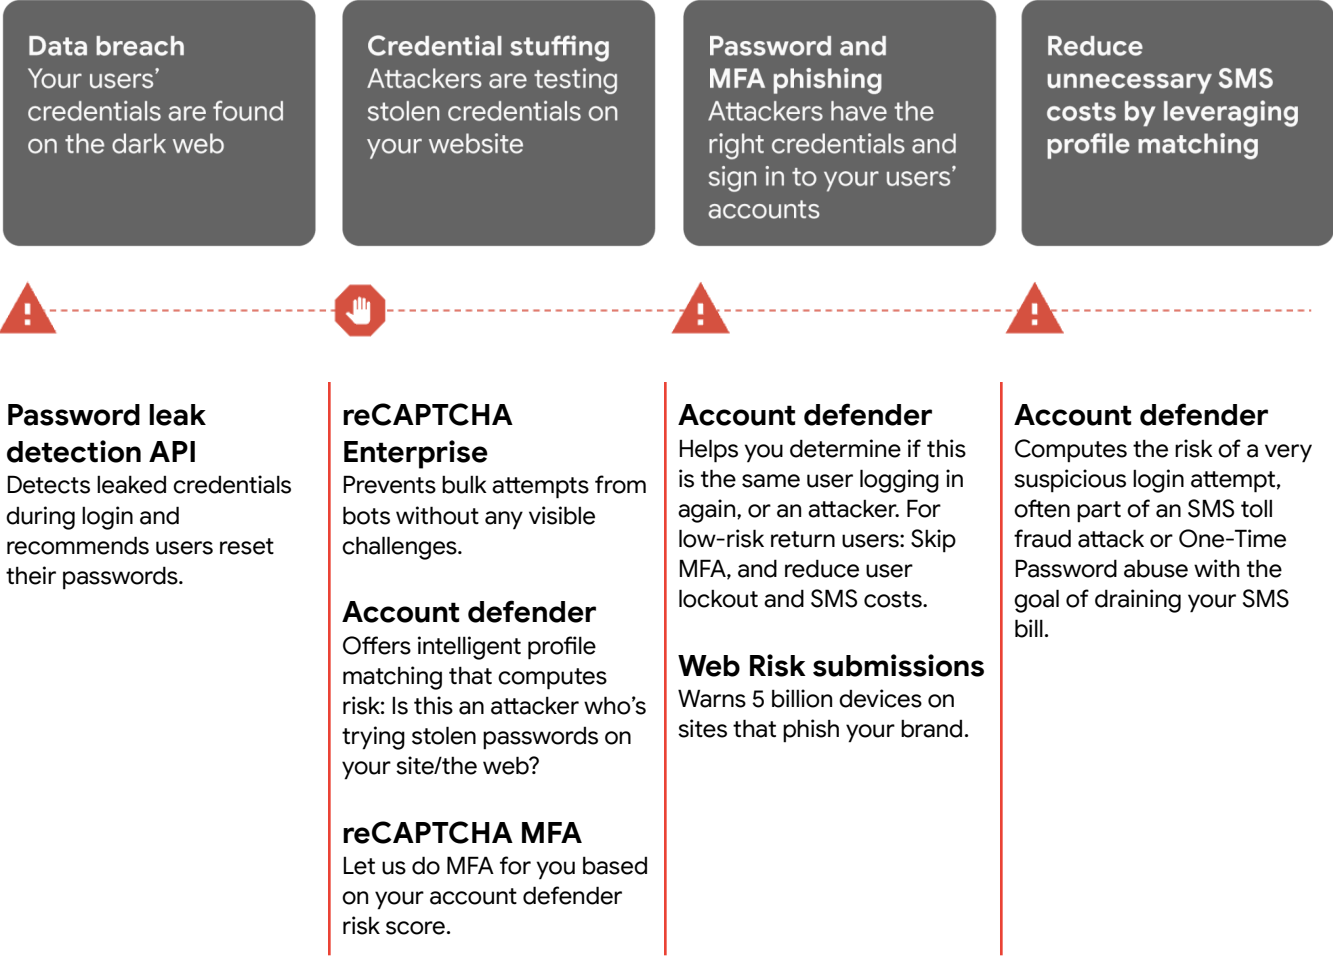 Data breach
Your users'
credentials are found
on the dark web
Credential stuffing
Attackers are testing
stolen credentials on
your website
Password and
MFA phishing
Attackers have the
right credentials and
sign in to your users'
accounts
Reduce
unnecessary SMS
costs by leveraging
profile matching
Password leak
detection API
Detects leaked credentials
during login and
recommends users reset
their passwords.
reCAPTCHA
Enterprise
Prevents bulk attempts from
bots without any visible
challenges.
Account defender
Offers intelligent profile
matching that computes
risk: Is this an attacker who's
trying stolen passwords on
your site/the web?
reCAPTCHA MFA
Let us do MFA for you based
on your account defender
risk score.
Account defender
Helps you determine if this
is the same user logging in
again, or an attacker. For
low-risk return users: Skip
MFA, and reduce user
lockout and SMS costs.
Web Risk submissions
Warns 5 billion devices on
sites that phish your brand.
Account defender
Computes the risk of a very
suspicious login attempt,
often part of an SMS toll
fraud attack or One-Time
Password abuse with the
goal of draining your SMS
bill.